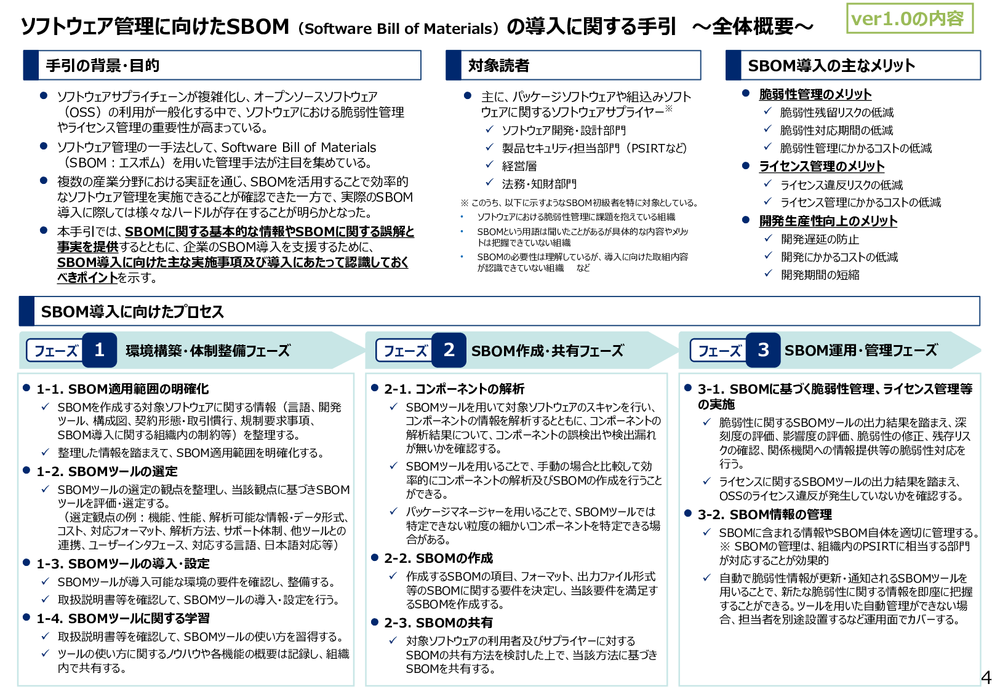 ソフトウェア管理に向けたSBOM（Software Bill of Materials）の導入に関する手引　～全体概要～
ver1.0の内容
手引の背景・目的
● ソフトウェアサプライチェーンが複雑化し、オープンソースソフトウェア
（OSS）の利用が一般化する中で、ソフトウェアにおける脆弱性管理
やライセンス管理の重要性が高まっている。
● ソフトウェア管理の一手法として、Software Bill of Materials
（SBOM：エスボム）を用いた管理手法が注目を集めている。
● 複数の産業分野における実証を通じ、SBOMを活用することで効率的
なソフトウェア管理を実施できることが確認できた一方で、実際のSBOM
導入に際しては様々なハードルが存在することが明らかとなった。
● 本手引では、SBOMに関する基本的な情報やSBOMに関する誤解と
事実を提供するとともに、企業のSBOM導入を支援するために、
SBOM導入に向けた主な実施事項及び導入にあたって認識しておく
べきポイントを示す。
対象読者
● 主に、パッケージソフトウェアや組込みソフト
ウェアに関するソフトウェアサプライヤー※
✓ ソフトウェア開発・設計部門
✓ 製品セキュリティ担当部門（PSIRTなど）
✓ 経営層
✓ 法務・知財部門
※ このうち、以下に示すようなSBOM初級者を特に対象としている。
・ ソフトウェアにおける脆弱性管理に課題を抱えている組織
・ SBOMという用語は聞いたことがあるが具体的な内容やメリッ
トは把握できていない組織
・ SBOMの必要性は理解しているが、導入に向けた取組内容
が認識できていない組織　など
SBOM導入の主なメリット
● 脆弱性管理のメリット
✓ 脆弱性残留リスクの低減
✓ 脆弱性対応期間の低減
✓ 脆弱性管理にかかるコストの低減
● ライセンス管理のメリット
✓ ライセンス違反リスクの低減
✓ ライセンス管理にかかるコストの低減
● 開発生産性向上のメリット
✓ 開発遅延の防止
✓ 開発にかかるコストの低減
✓ 開発期間の短縮
SBOM導入に向けたプロセス
フェーズ 1 環境構築・体制整備フェーズ
● 1-1. SBOM適用範囲の明確化
✓ SBOMを作成する対象ソフトウェアに関する情報（言語、開発
ツール、構成図、契約形態・取引慣行、規制要求事項、
SBOM導入に関する組織内の制約等）を整理する。
✓ 整理した情報を踏まえて、SBOM適用範囲を明確化する。
● 1-2. SBOMツールの選定
✓ SBOMツールの選定の観点を整理し、当該観点に基づきSBOM
ツールを評価・選定する。
（選定観点の例：機能、性能、解析可能な情報・データ形式、
コスト、対応フォーマット、解析方法、サポート体制、他ツールとの
連携、ユーザーインタフェース、対応する言語、日本語対応等）
● 1-3. SBOMツールの導入・設定
✓ SBOMツールが導入可能な環境の要件を確認し、整備する。
✓ 取扱説明書等を確認して、SBOMツールの導入・設定を行う。
● 1-4. SBOMツールに関する学習
✓ 取扱説明書等を確認して、SBOMツールの使い方を習得する。
✓ ツールの使い方に関するノウハウや各機能の概要は記録し、組織
内で共有する。
フェーズ 2 SBOM作成・共有フェーズ
● 2-1. コンポーネントの解析
✓ SBOMツールを用いて対象ソフトウェアのスキャンを行い、
コンポーネントの情報を解析するとともに、コンポーネントの
解析結果について、コンポーネントの誤検出や検出漏れ
が無いかを確認する。
✓ SBOMツールを用いることで、手動の場合と比較して効
率的にコンポーネントの解析及びSBOMの作成を行うこと
ができる。
✓ パッケージマネージャーを用いることで、SBOMツールでは
特定できない粒度の細かいコンポーネントを特定できる場
合がある。
● 2-2. SBOMの作成
✓ 作成するSBOMの項目、フォーマット、出力ファイル形式
等のSBOMに関する要件を決定し、当該要件を満足す
るSBOMを作成する。
● 2-3. SBOMの共有
✓ 対象ソフトウェアの利用者及びサプライヤーに対する
SBOMの共有方法を検討した上で、当該方法に基づき
SBOMを共有する。
フェーズ 3 SBOM運用・管理フェーズ
● 3-1. SBOMに基づく脆弱性管理、ライセンス管理等
の実施
✓ 脆弱性に関するSBOMツールの出力結果を踏まえ、深
刻度の評価、影響度の評価、脆弱性の修正、残存リス
クの確認、関係機関への情報提供等の脆弱性対応を
行う。
✓ ライセンスに関するSBOMツールの出力結果を踏まえ、
OSSのライセンス違反が発生していないかを確認する。
● 3-2. SBOM情報の管理
✓ SBOMに含まれる情報やSBOM自体を適切に管理する。
※ SBOMの管理は、組織内のPSIRTに相当する部門
が対応することが効果的
✓ 自動で脆弱性情報が更新・通知されるSBOMツールを
用いることで、新たな脆弱性に関する情報を即座に把握
することができる。ツールを用いた自動管理ができない場
合、担当者を別途設置するなど運用面でカバーする。
4